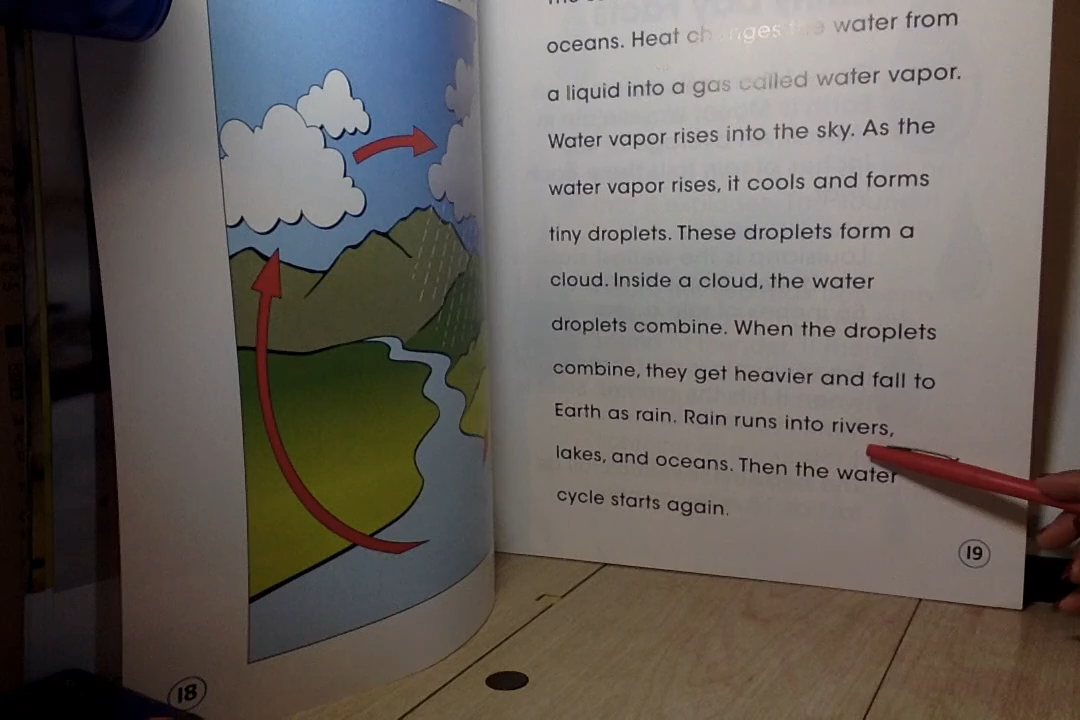 oceans. Heat changes the water from
a liquid into a gas called water vapor.
Water vapor rises into the sky. As the
water vapor rises, it cools and forms
tiny droplets. These droplets form a
cloud. Inside a cloud, the water
droplets combine. When the droplets
combine, they get heavier and fall to
Earth as rain. Rain runs into rivers,
lakes, and oceans. Then the water
cycle starts again.
19
18